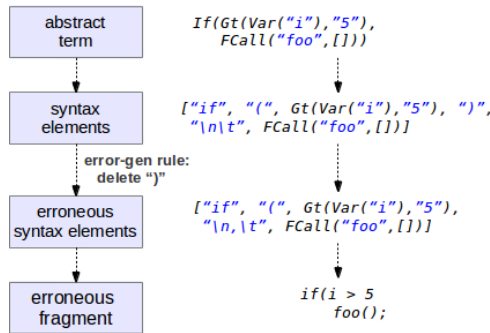 abstract
term
If(Gt(Var(“i”),”5”),
FCall(“foo”,[]))
syntax
elements
[“if”, “(“, Gt(Var(“i”),”5”), “)”,
“\n\t”, FCall(“foo”,[])]
error-gen rule:
delete “)”
erroneous
syntax elements
[“if”, “(“, Gt(Var(“i”),”5”),
“\n,\t”, FCall(“foo”,[])]
erroneous
fragment
if(i > 5
foo();